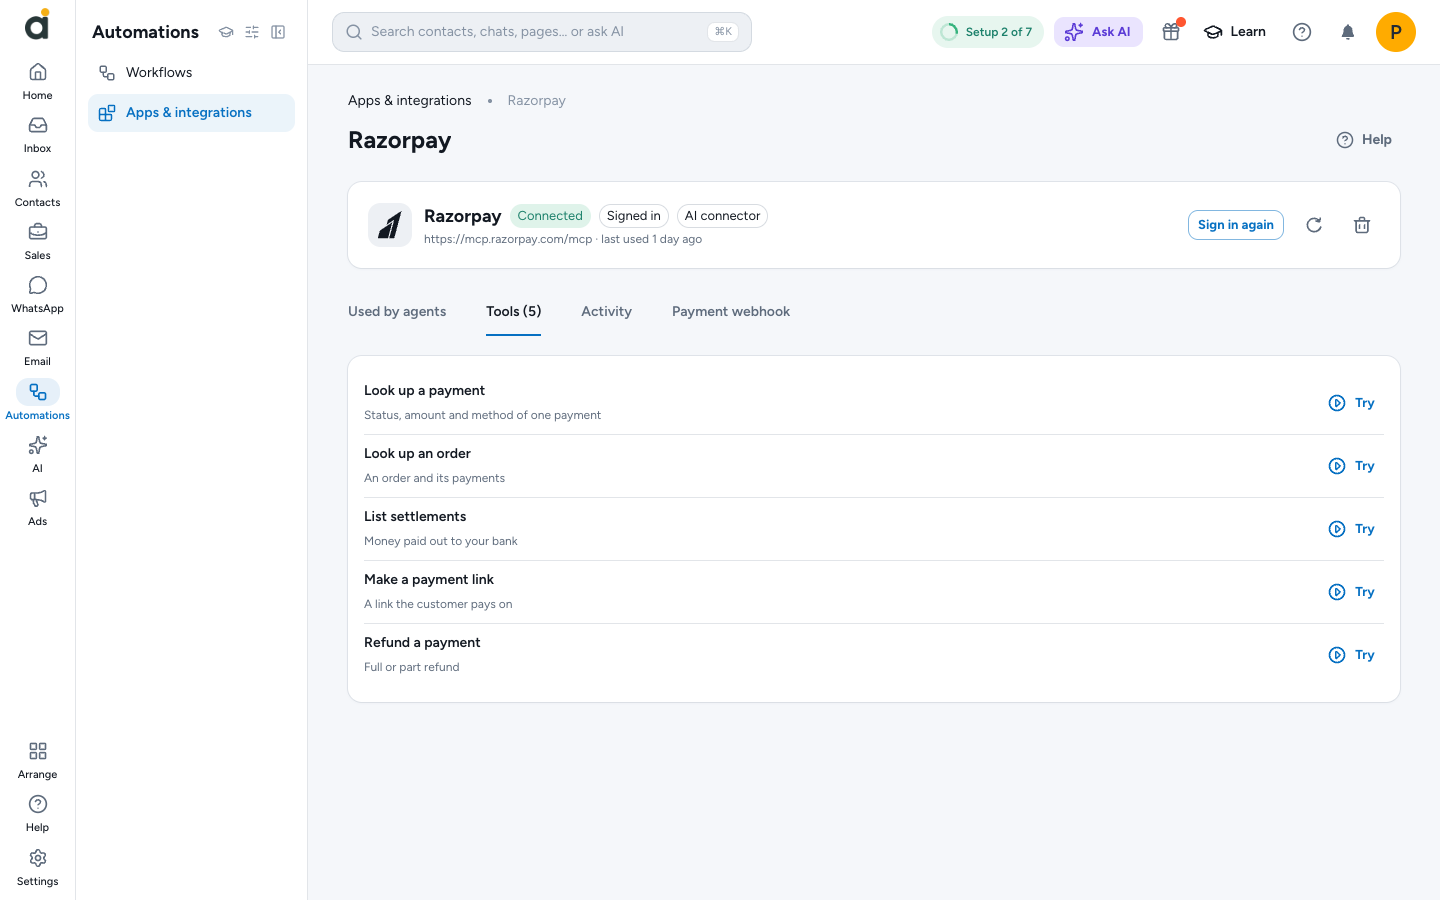 Automations
Search contacts, chats, pages... or ask AI
⌘K
Setup 2 of 7
Ask AI
Learn
P
Home
Inbox
Contacts
Sales
WhatsApp
Email
Automations
AI
Ads
Arrange
Help
Settings
Workflows
Apps & integrations
Apps & integrations • Razorpay
Razorpay
Help
Razorpay Connected Signed in AI connector
https://mcp.razorpay.com/mcp · last used 1 day ago
Sign in again
Used by agents
Tools (5)
Activity
Payment webhook
Look up a payment
Status, amount and method of one payment
Try
Look up an order
An order and its payments
Try
List settlements
Money paid out to your bank
Try
Make a payment link
A link the customer pays on
Try
Refund a payment
Full or part refund
Try